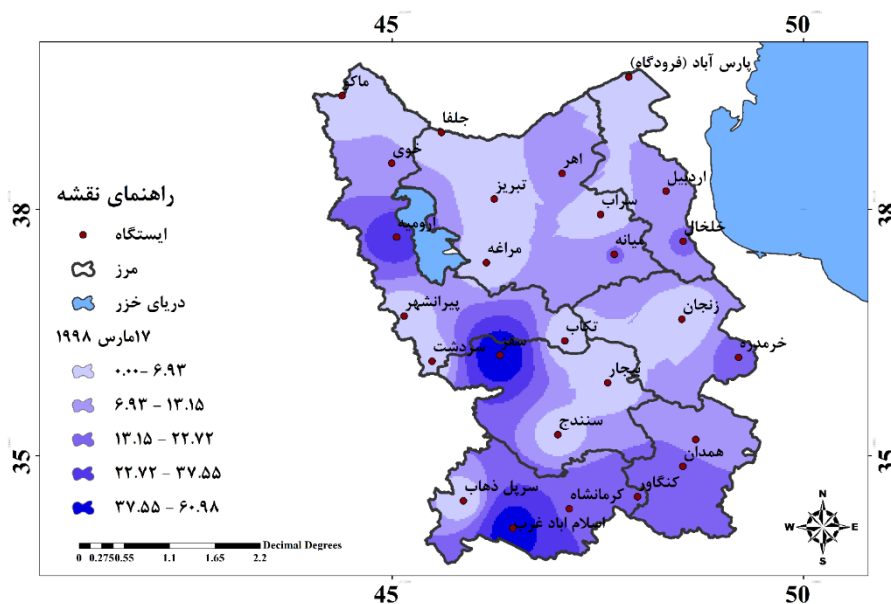 45
50
38
38
35
35
45
50
پارس آباد (فرودگاه)
ماکو
جلفا
خوی
اهر
تبریز
اردبیل
سراب
ارومیه
خلخال
میانه
مراغه
پیرانشهر
زنجان
تکاب
سقز
سردشت
خرمدره
بیجار
سنندج
همدان
سرپل ذهاب
کنگاور
کرمانشاه
اسلام اباد غرب
راهنمای نقشه
ایستگاه
مرز
دریای خزر
۱۷مارس ۱۹۹۸
۰.۰۰-۶.۹۳
۶.۹۳ - ۱۳.۱۵
۱۳.۱۵ - ۲۲.۷۲
۲۲.۷۲ - ۳۷.۵۵
۳۷.۵۵ - ۶۰.۹۸
Decimal Degrees
0 0.2750.55 1.1 1.65 2.2
N
W E
S